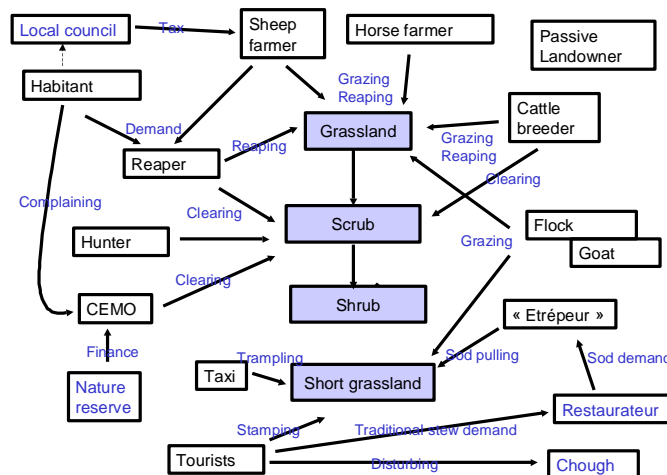 Local council
Tax
Sheep
farmer
Horse farmer
Passive
Landowner
Habitant
Grazing
Reaping
Cattle
breeder
Demand
Reaping
Grassland
Grazing
Reaping
Reaper
Clearing
Complaining
Clearing
Scrub
Flock
Hunter
Grazing
Goat
Clearing
Shrub
CEMO
« Etrépeur »
Finance
Trampling
Sod pulling
Sod demand
Taxi
Short grassland
Nature
reserve
Restaurateur
Stamping
Traditional stew demand
Tourists
Disturbing
Chough